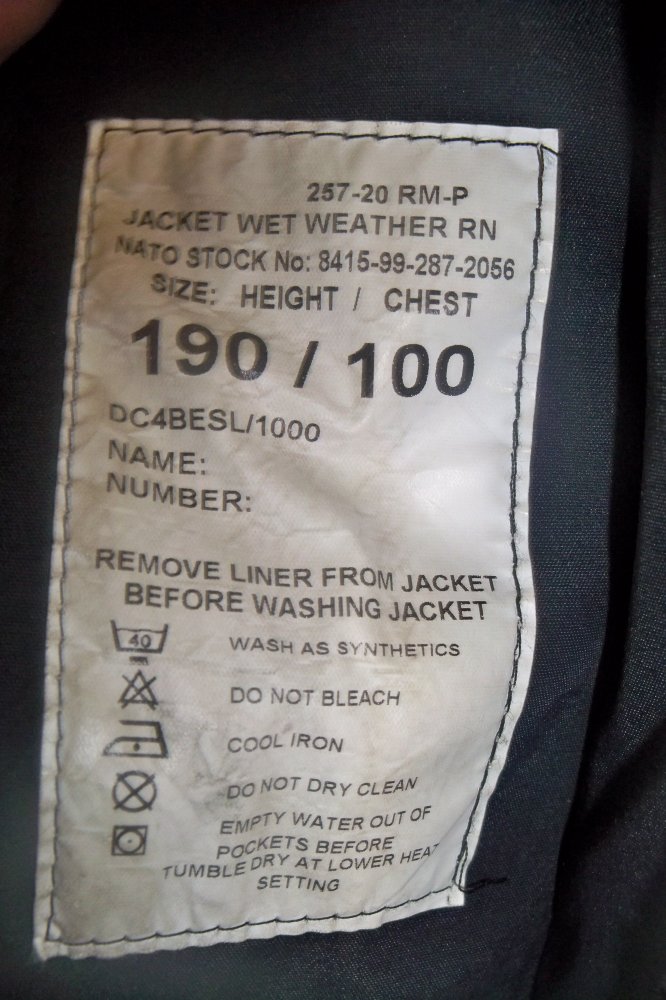 257-20 RM-P
JACKET WET WEATHER RN
NATO STOCK No: 8415-99-287-2056
SIZE: HEIGHT / CHEST
190 / 100
DC4BESL/1000
NAME:
NUMBER:
REMOVE LINER FROM JACKET
BEFORE WASHING JACKET
40 WASH AS SYNTHETICS
DO NOT BLEACH
COOL IRON
DO NOT DRY CLEAN
EMPTY WATER OUT OF
POCKETS BEFORE
TUMBLE DRY AT LOWER HEAT
SETTING